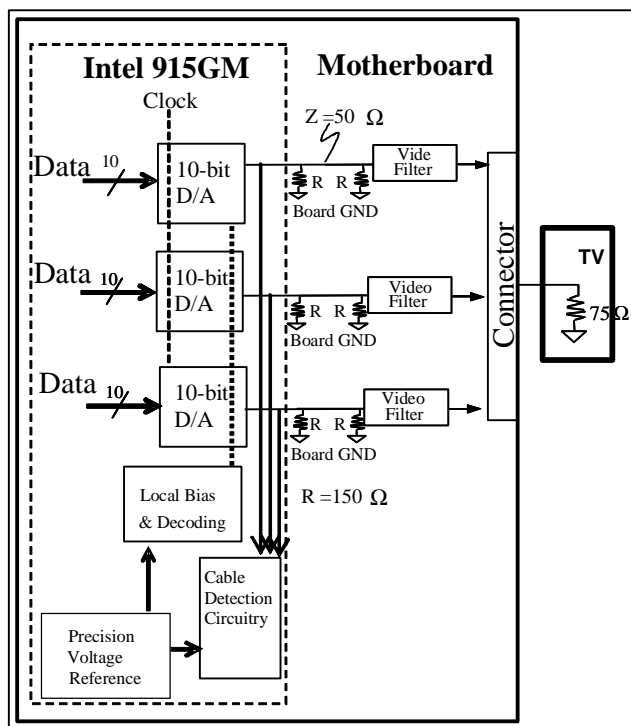 Intel 915GM
Motherboard
Clock
Z =50 Ω
Data
10
10-bit
D/A
R
R
Board GND
Vide
Filter
Data
10
10-bit
D/A
R
R
Board GND
Video
Filter
Data
10
10-bit
D/A
R
R
Board GND
Video
Filter
Connector
TV
75Ω
R =150 Ω
Local Bias
& Decoding
Cable
Detection
Circuitry
Precision
Voltage
Reference